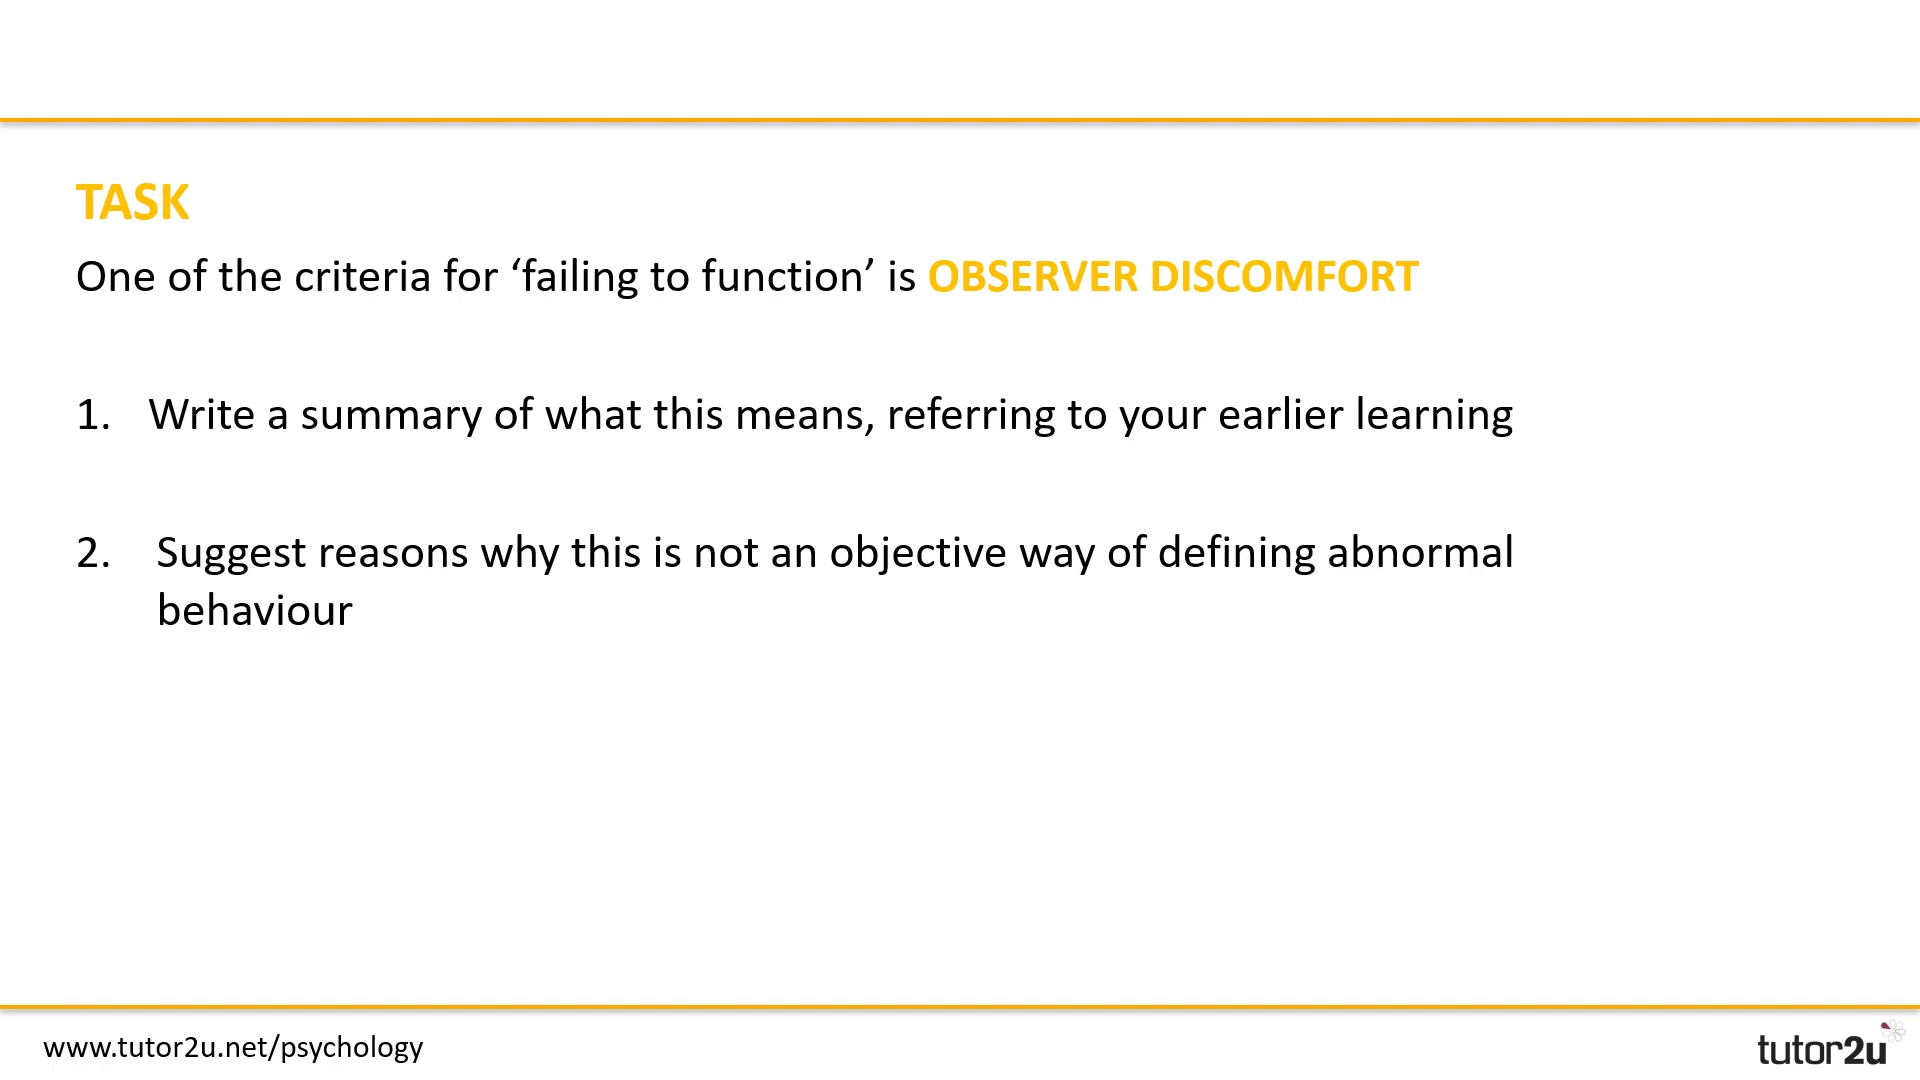 TASK
One of the criteria for ‘failing to function’ is OBSERVER DISCOMFORT
1. Write a summary of what this means, referring to your earlier learning
2. Suggest reasons why this is not an objective way of defining abnormal
behaviour
www.tutor2u.net/psychology
tutor2u